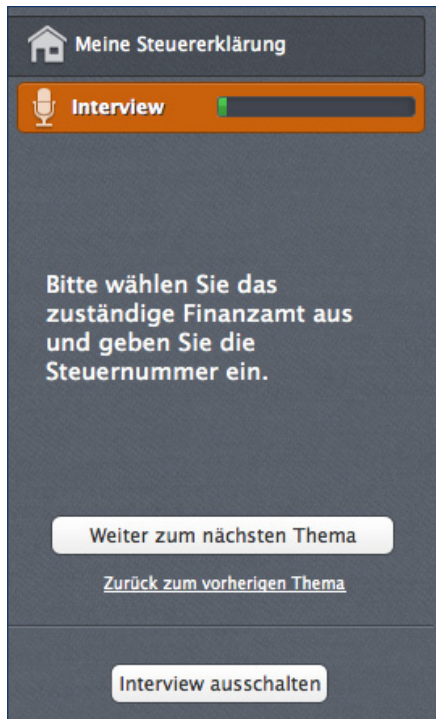 Meine Steuererklärung
Interview
Bitte wählen Sie das
zuständige Finanzamt aus
und geben Sie die
Steuernummer ein.
Weiter zum nächsten Thema
Zurück zum vorherigen Thema
Interview ausschalten